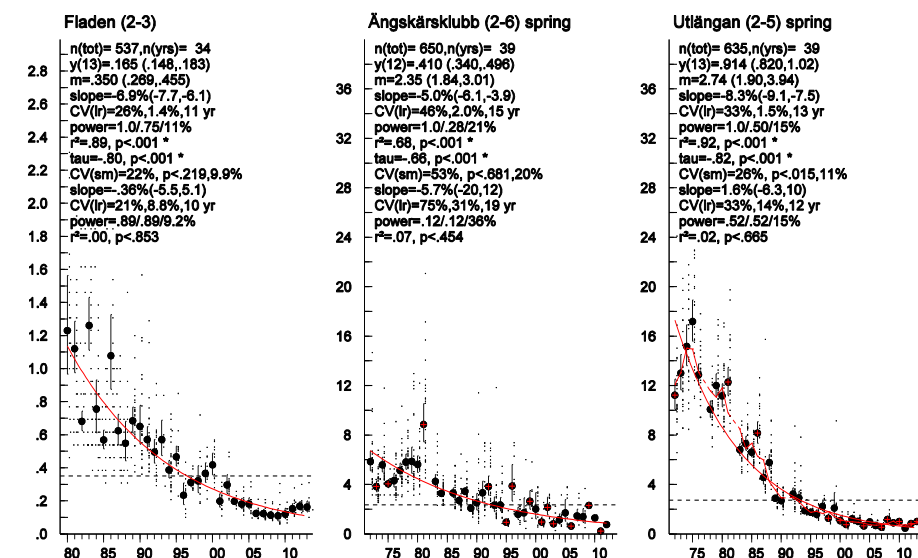 Fladen (2-3)
n(tot)= 537,n(yrs)= 34
y(13)=.165 (.148,.183)
m=.350 (.269,.455)
slope=-6.9%(-7.7,-6.1)
CV(lr)=26%,1.4%,11 yr
power=1.0/.75/11%
r²=.89, p<.001 *
tau=-.80, p<.001 *
CV(sm)=22%, p<.219,9.9%
slope=-.36%(-5.5,5.1)
CV(lr)=21%,8.8%,10 yr
power=.89/.89/9.2%
r²=.00, p<.853
2.8
2.6
2.4
2.2
2.0
1.8
1.6
1.4
1.2
1.0
.8
.6
.4
.2
.0
80 85 90 95 00 05 10
Ängskärsklubb (2-6) spring
n(tot)= 650,n(yrs)= 39
y(12)=.410 (.340,.496)
m=2.35 (1.84,3.01)
slope=-5.0%(-6.1,-3.9)
CV(lr)=46%,2.0%,15 yr
power=1.0/.28/21%
r²=.68, p<.001 *
tau=-.66, p<.001 *
CV(sm)=53%, p<.681,20%
slope=-5.7%(-20,12)
CV(lr)=75%,31%,19 yr
power=.12/.12/36%
r²=.07, p<.454
36
32
28
24
20
16
12
8
4
0
75 80 85 90 95 00 05 10
Utlängan (2-5) spring
n(tot)= 635,n(yrs)= 39
y(13)=.914 (.820,1.02)
m=2.74 (1.90,3.94)
slope=-8.3%(-9.1,-7.5)
CV(lr)=33%,1.5%,13 yr
power=1.0/.50/15%
r²=.92, p<.001 *
tau=-.82, p<.001 *
CV(sm)=26%, p<.015,11%
slope=1.6%(-6.3,10)
CV(lr)=33%,14%,12 yr
power=.52/.52/15%
r²=.02, p<.665
36
32
28
24
20
16
12
8
4
0
75 80 85 90 95 00 05 10